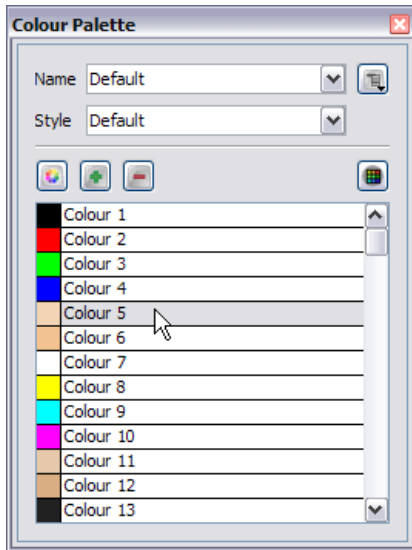 Colour Palette
Name Default
Style Default
Colour 1
Colour 2
Colour 3
Colour 4
Colour 5
Colour 6
Colour 7
Colour 8
Colour 9
Colour 10
Colour 11
Colour 12
Colour 13